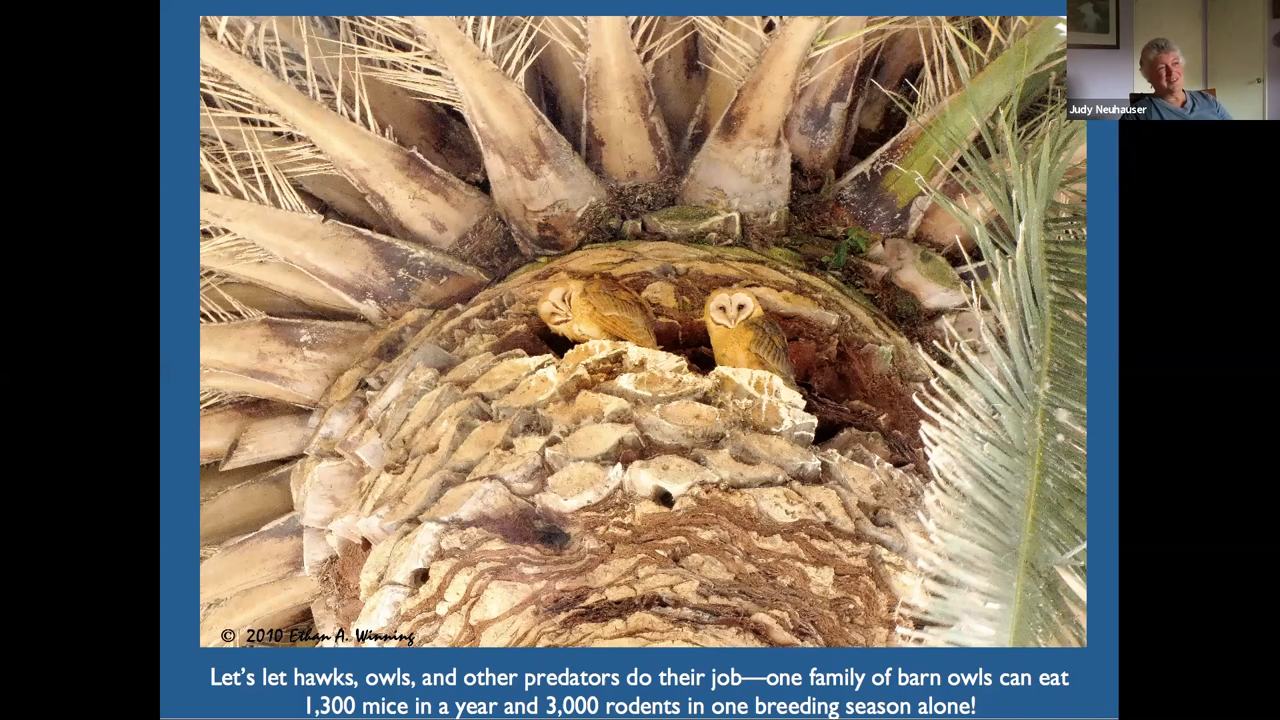 Judy Neuhauser
© 2010 Ethan A. Winning
Let's let hawks, owls, and other predators do their job—one family of barn owls can eat
1,300 mice in a year and 3,000 rodents in one breeding season alone!